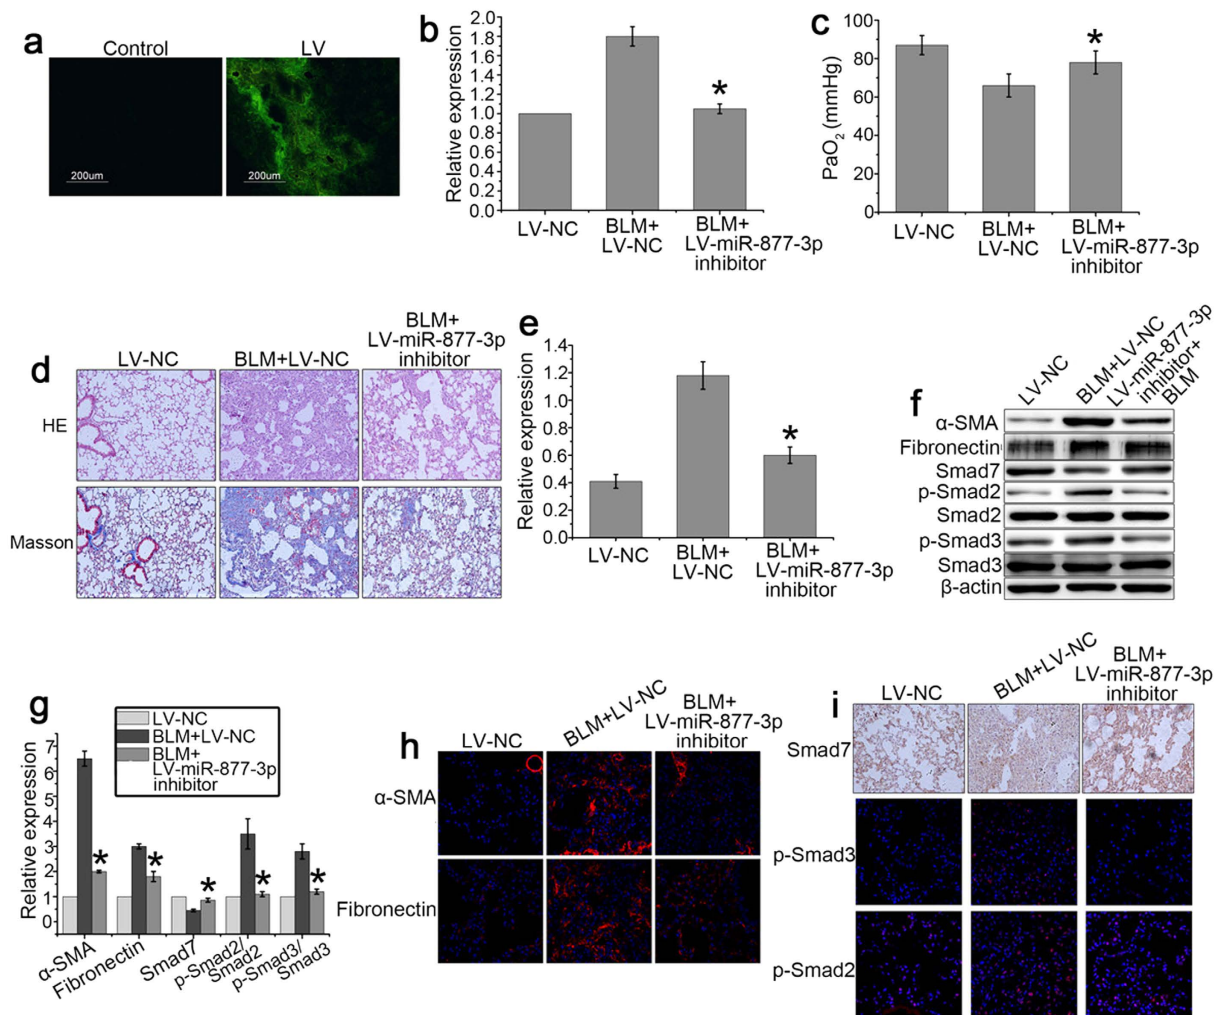 a
Control
LV
200um
200um
b
Relative expression
2.0
1.8
1.6
1.4
1.2
1.0
0.8
0.6
0.4
0.2
0.0
LV-NC
BLM+
LV-NC
BLM+
LV-miR-877-3p
inhibitor
*
c
PaO2 (mmHg)
100
80
60
40
20
0
LV-NC
BLM+
LV-NC
BLM+
LV-miR-877-3p
inhibitor
*
d
LV-NC
BLM+LV-NC
BLM+
LV-miR-877-3p
inhibitor
HE
Masson
e
Relative expression
1.4
1.2
1.0
0.8
0.6
0.4
0.2
0.0
LV-NC
BLM+
LV-NC
BLM+
LV-miR-877-3p
inhibitor
*
f
LV-NC
BLM+LV-NC
LV-miR-877-3p
inhibitor+
BLM
α-SMA
Fibronectin
Smad7
p-Smad2
Smad2
p-Smad3
Smad3
β-actin
g
LV-NC
BLM+LV-NC
BLM+
LV-miR-877-3p
inhibitor
Relative expression
7
6
5
4
3
2
1
0
* * * * *
α-SMA
Fibronectin
Smad7
p-Smad2/
Smad2
p-Smad3/
Smad3
h
LV-NC
BLM+LV-NC
BLM+
LV-miR-877-3p
inhibitor
α-SMA
Fibronectin
i
LV-NC
BLM+LV-NC
BLM+
LV-miR-877-3p
inhibitor
Smad7
p-Smad3
p-Smad2